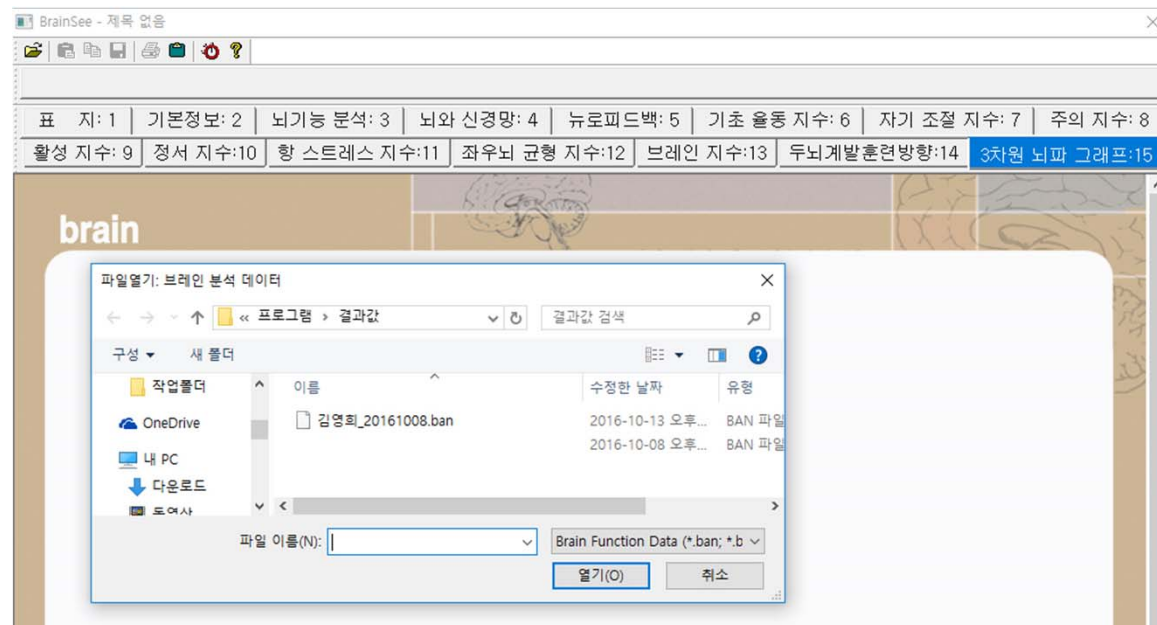 BrainSee - 제목 없음
표 지: 1 기본정보: 2 뇌기능 분석: 3 뇌와 신경망: 4 뉴로피드백: 5 기초 율동 지수: 6 자기 조절 지수: 7 주의 지수: 8
활성 지수: 9 정서 지수:10 항 스트레스 지수:11 좌우뇌 균형 지수:12 브레인 지수:13 두뇌계발훈련방향:14 3차원 뇌파 그래프:15
brain
파일열기: 브레인 분석 데이터
« 프로그램 › 결과값 결과값 검색
구성 새 폴더
작업폴더 이름 수정한 날짜 유형
OneDrive 김영희_20161008.ban 2016-10-13 오후... BAN 파일
2016-10-08 오후... BAN 파일
내 PC
다운로드
동영상
파일 이름(N): Brain Function Data (*.ban; *.b
열기(O) 취소